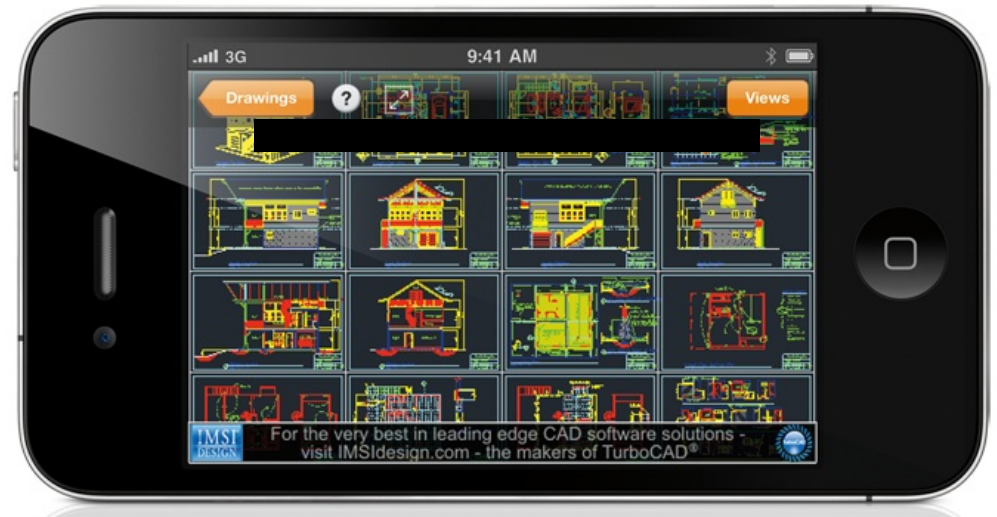 3G
9:41 AM
Drawings
?
Views
IMSI
DESIGN
For the very best in leading edge CAD software solutions -
visit IMSIdesign.com - the makers of TurboCAD®